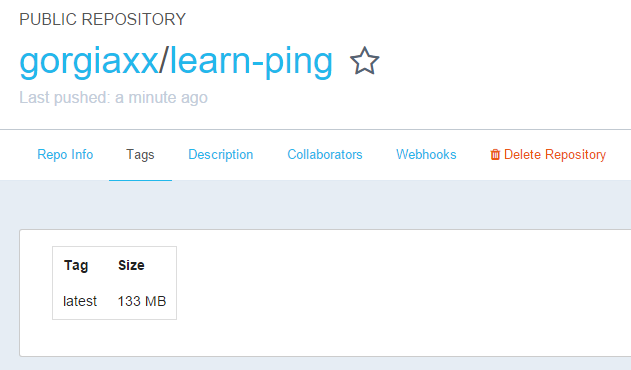 PUBLIC REPOSITORY
gorgiaxx/learn-ping
Last pushed: a minute ago
Repo Info Tags Description Collaborators Webhooks Delete Repository
Tag Size
latest 133 MB